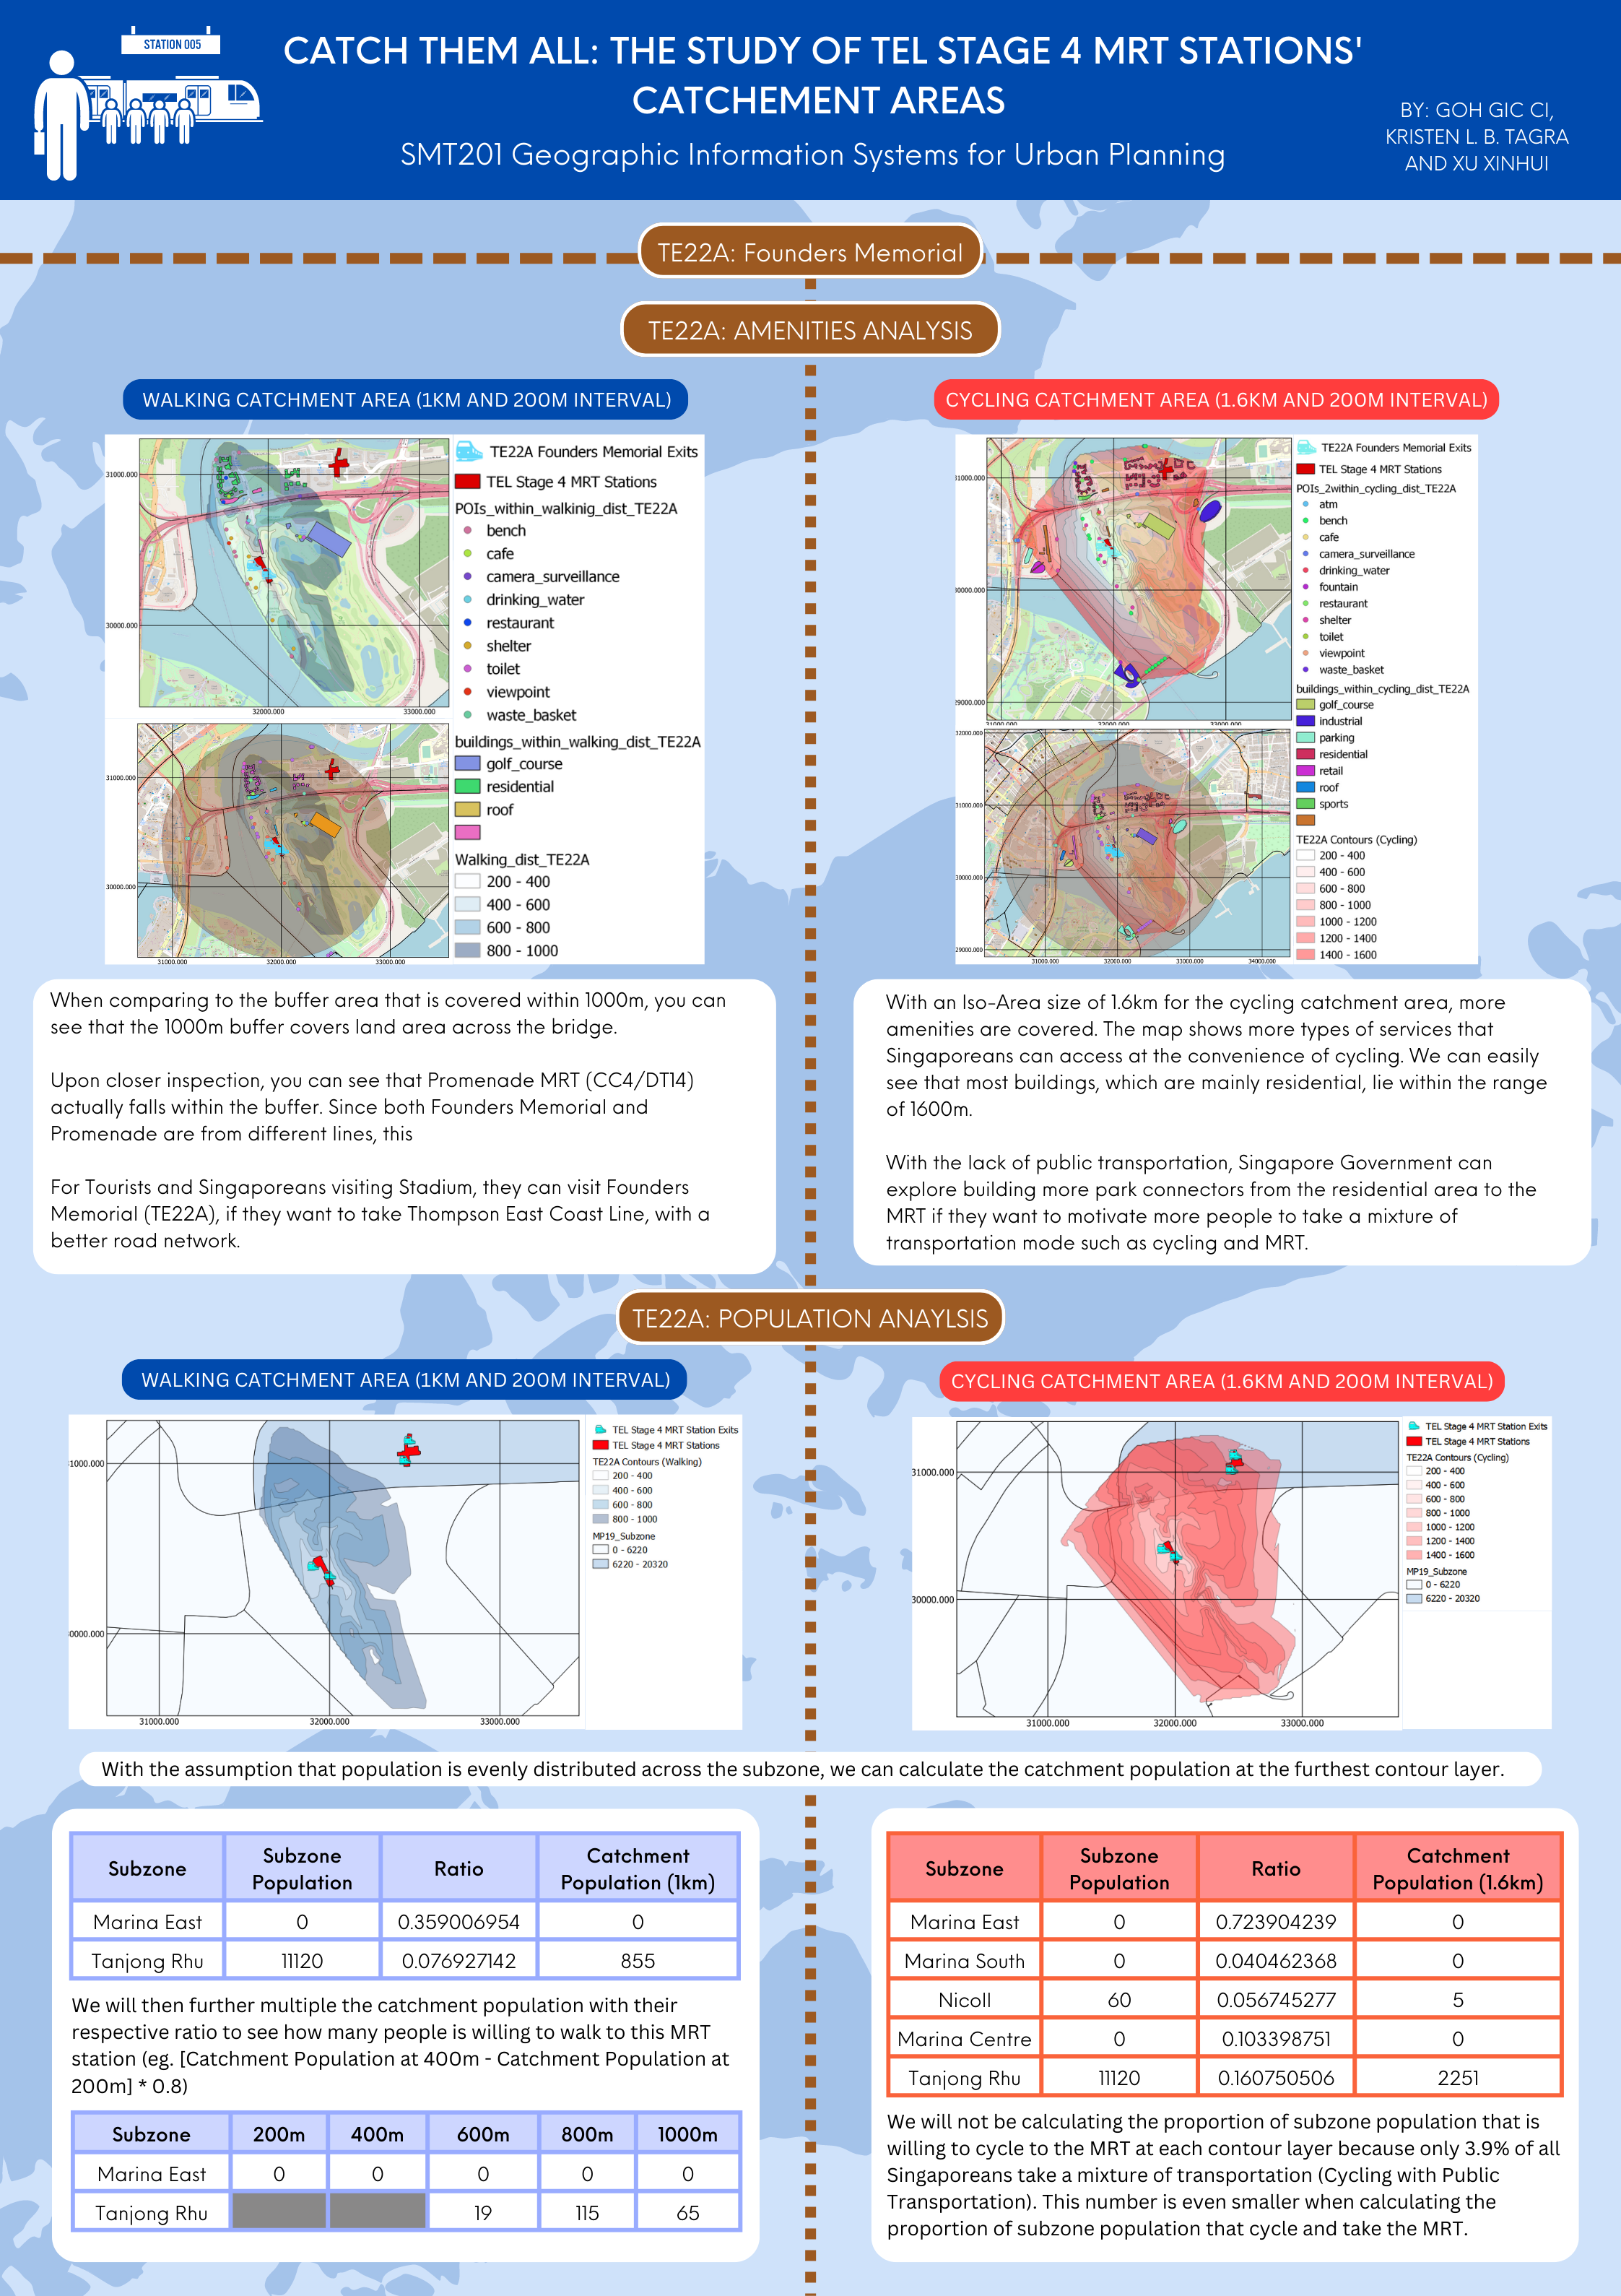 STATION 005
CATCH THEM ALL: THE STUDY OF TEL STAGE 4 MRT STATIONS'
CATCHEMENT AREAS
SMT201 Geographic Information Systems for Urban Planning
BY: GOH GIC CI,
KRISTEN L. B. TAGRA
AND XU XINHUI
TE22A: Founders Memorial
TE22A: AMENITIES ANALYSIS
WALKING CATCHMENT AREA (1KM AND 200M INTERVAL)
31000.000
30000.000
32000.000 33000.000
31000.000
30000.000
31000.000 32000.000 33000.000
TE22A Founders Memorial Exits
TEL Stage 4 MRT Stations
POIs_within_walkinig_dist_TE22A
bench
cafe
camera_surveillance
drinking_water
restaurant
shelter
toilet
viewpoint
waste_basket
buildings_within_walking_dist_TE22A
golf_course
residential
roof
Walking_dist_TE22A
200 - 400
400 - 600
600 - 800
800 - 1000
When comparing to the buffer area that is covered within 1000m, you can
see that the 1000m buffer covers land area across the bridge.
Upon closer inspection, you can see that Promenade MRT (CC4/DT14)
actually falls within the buffer. Since both Founders Memorial and
Promenade are from different lines, this
For Tourists and Singaporeans visiting Stadium, they can visit Founders
Memorial (TE22A), if they want to take Thompson East Coast Line, with a
better road network.
CYCLING CATCHMENT AREA (1.6KM AND 200M INTERVAL)
31000.000
30000.000
29000.000
31000.000 32000.000 33000.000
32000.000
31000.000
30000.000
29000.000
31000.000 32000.000 33000.000 34000.000
TE22A Founders Memorial Exits
TEL Stage 4 MRT Stations
POIs_2within_cycling_dist_TE22A
atm
bench
cafe
camera_surveillance
drinking_water
fountain
restaurant
shelter
toilet
viewpoint
waste_basket
buildings_within_cycling_dist_TE22A
golf_course
industrial
parking
residential
retail
roof
sports
TE22A Contours (Cycling)
200 - 400
400 - 600
600 - 800
800 - 1000
1000 - 1200
1200 - 1400
1400 - 1600
With an Iso-Area size of 1.6km for the cycling catchment area, more
amenities are covered. The map shows more types of services that
Singaporeans can access at the convenience of cycling. We can easily
see that most buildings, which are mainly residential, lie within the range
of 1600m.
With the lack of public transportation, Singapore Government can
explore building more park connectors from the residential area to the
MRT if they want to motivate more people to take a mixture of
transportation mode such as cycling and MRT.
TE22A: POPULATION ANAYLSIS
WALKING CATCHMENT AREA (1KM AND 200M INTERVAL)
31000.000
30000.000
31000.000 32000.000 33000.000
TEL Stage 4 MRT Station Exits
TEL Stage 4 MRT Stations
TE22A Contours (Walking)
200 - 400
400 - 600
600 - 800
800 - 1000
MP19_Subzone
0 - 6220
6220 - 20320
CYCLING CATCHMENT AREA (1.6KM AND 200M INTERVAL)
31000.000
30000.000
31000.000 32000.000 33000.000
TEL Stage 4 MRT Station Exits
TEL Stage 4 MRT Stations
TE22A Contours (Cycling)
200 - 400
400 - 600
600 - 800
800 - 1000
1000 - 1200
1200 - 1400
1400 - 1600
MP19_Subzone
0 - 6220
6220 - 20320
With the assumption that population is evenly distributed across the subzone, we can calculate the catchment population at the furthest contour layer.
Subzone Subzone Population Ratio Catchment Population (1km)
Marina East 0 0.359006954 0
Tanjong Rhu 11120 0.076927142 855
We will then further multiple the catchment population with their
respective ratio to see how many people is willing to walk to this MRT
station (eg. [Catchment Population at 400m - Catchment Population at
200m] * 0.8)
Subzone 200m 400m 600m 800m 1000m
Marina East 0 0 0 0 0
Tanjong Rhu 19 115 65
Subzone Subzone Population Ratio Catchment Population (1.6km)
Marina East 0 0.723904239 0
Marina South 0 0.040462368 0
Nicoll 60 0.056745277 5
Marina Centre 0 0.103398751 0
Tanjong Rhu 11120 0.160750506 2251
We will not be calculating the proportion of subzone population that is
willing to cycle to the MRT at each contour layer because only 3.9% of all
Singaporeans take a mixture of transportation (Cycling with Public
Transportation). This number is even smaller when calculating the
proportion of subzone population that cycle and take the MRT.